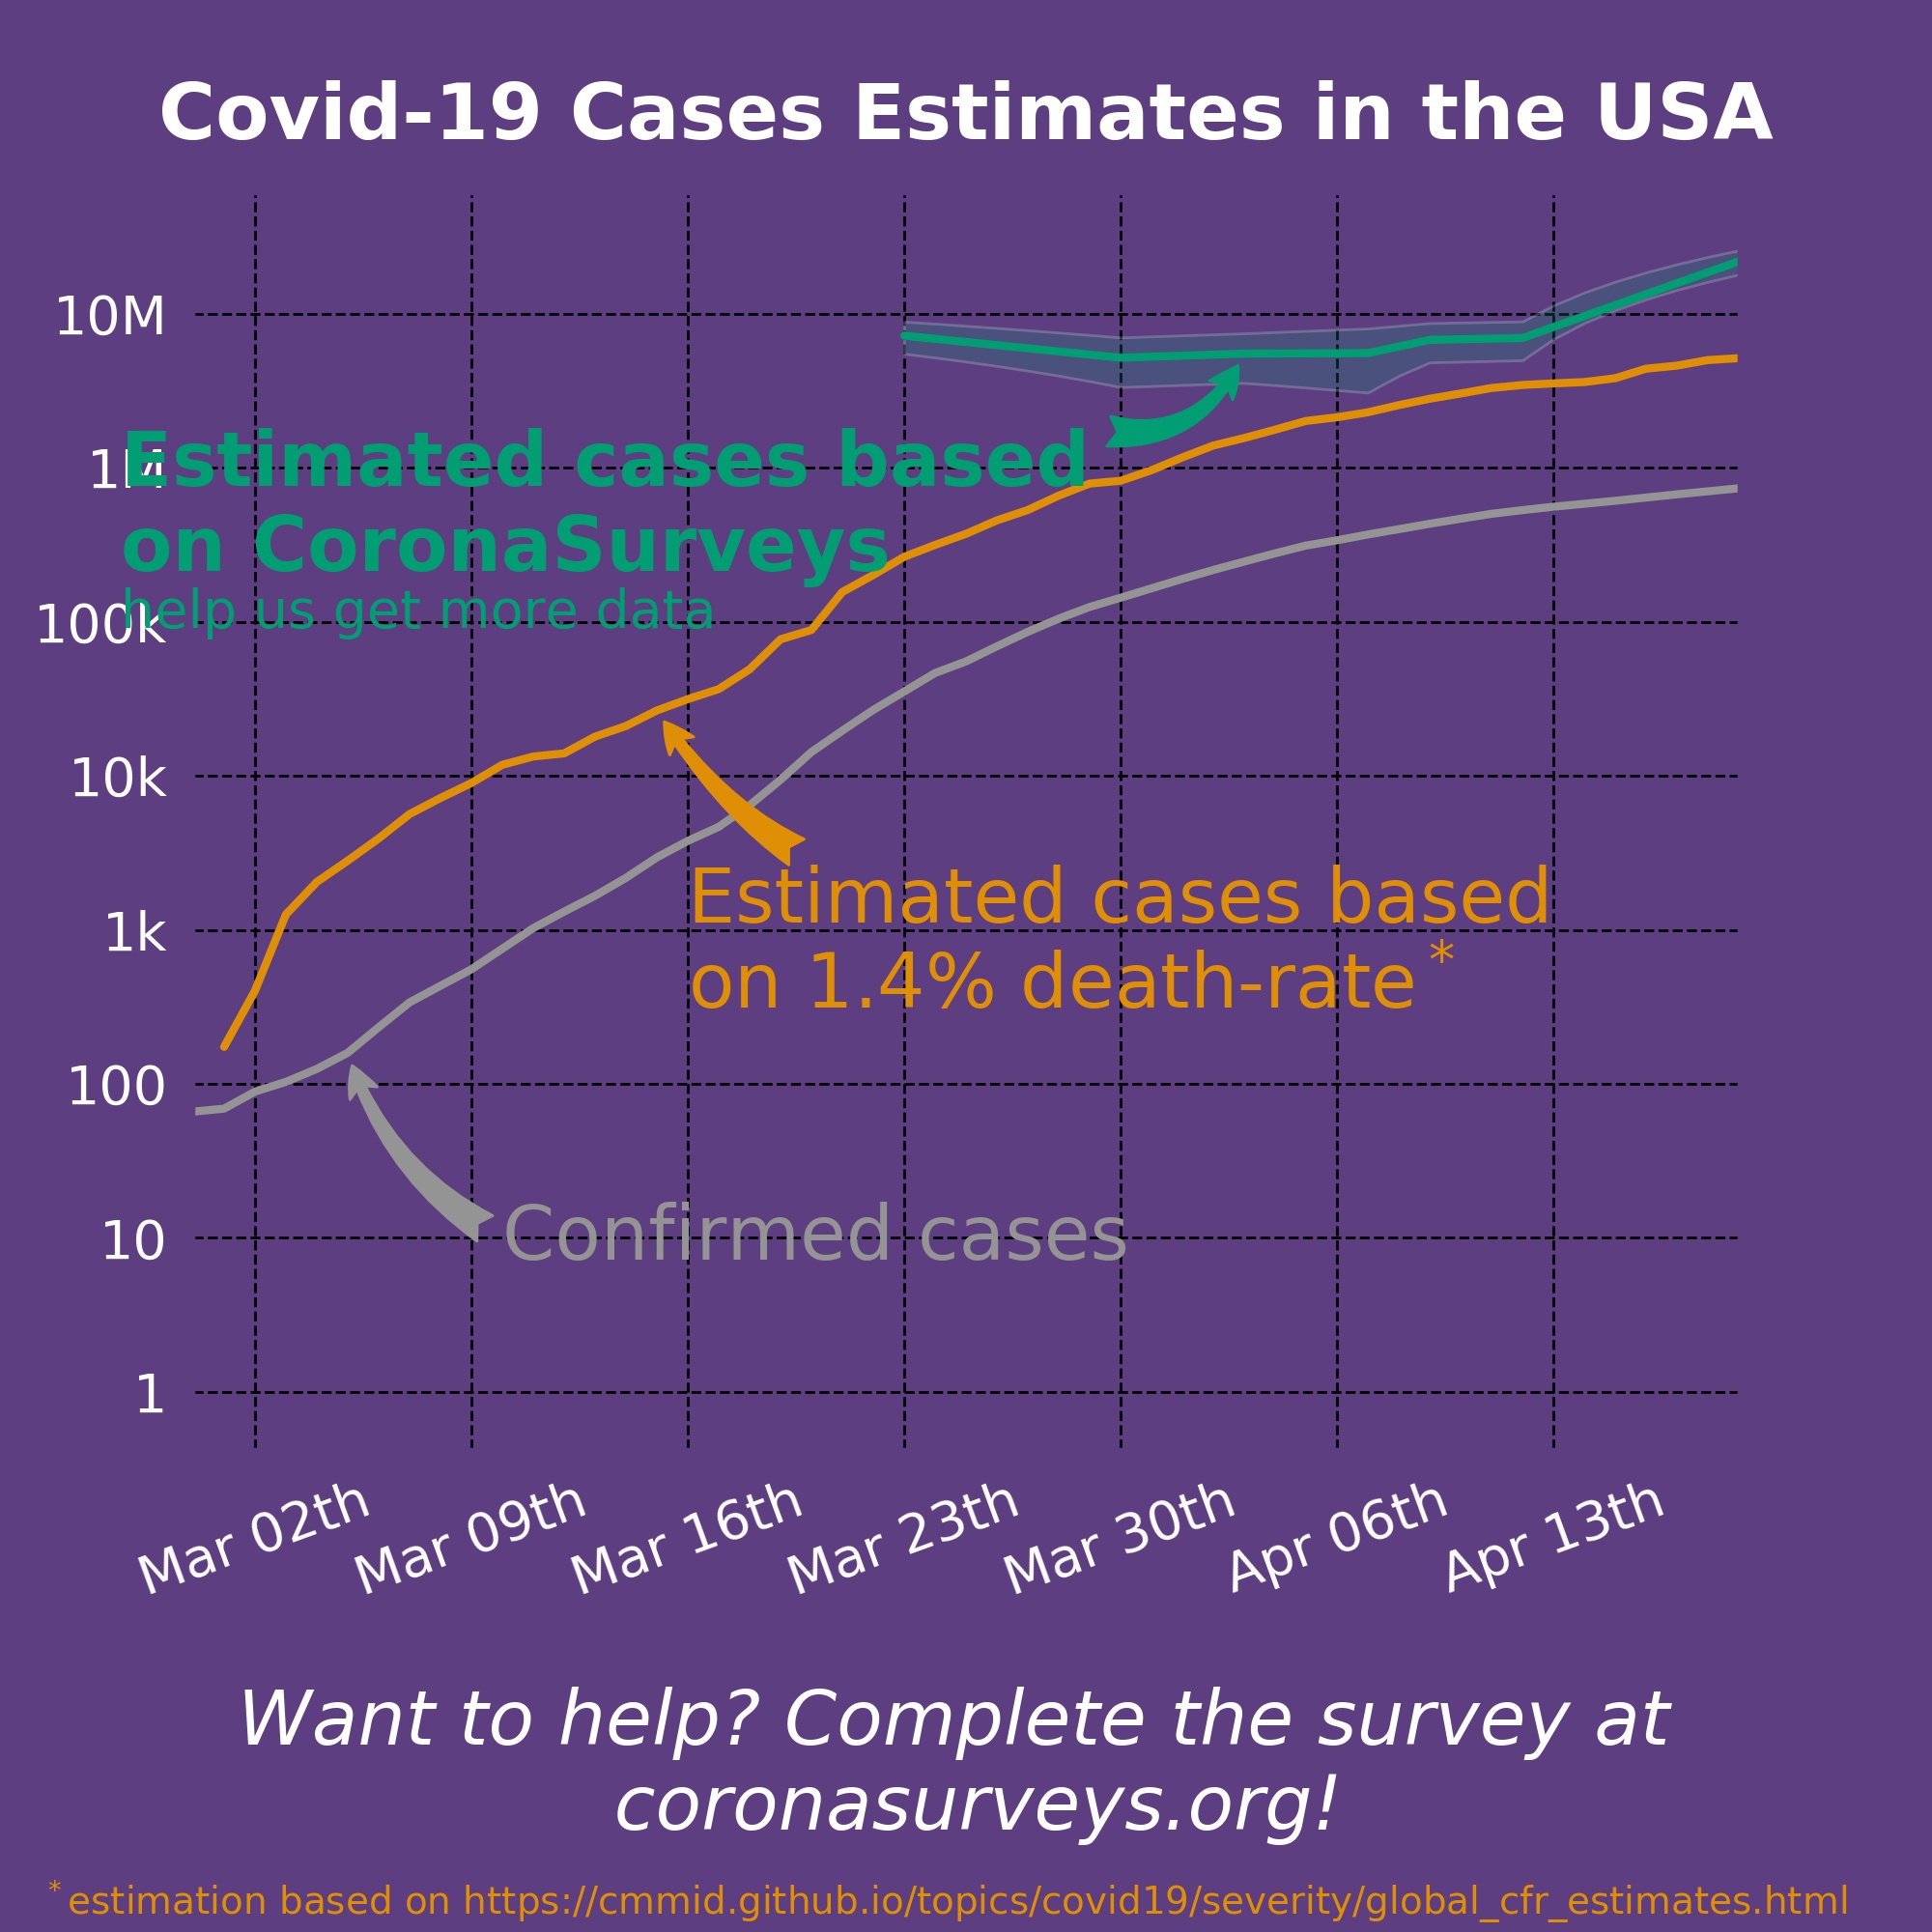 Covid-19 Cases Estimates in the USA
10M
1M
Estimated cases based
on CoronaSurveys
help us get more data
100k
10k
Estimated cases based
on 1.4% death-rate*
1k
100
Confirmed cases
10
1
Mar 02th
Mar 09th
Mar 16th
Mar 23th
Mar 30th
Apr 06th
Apr 13th
Want to help? Complete the survey at
coronasurveys.org!
*estimation based on https://cmmid.github.io/topics/covid19/severity/global_cfr_estimates.html